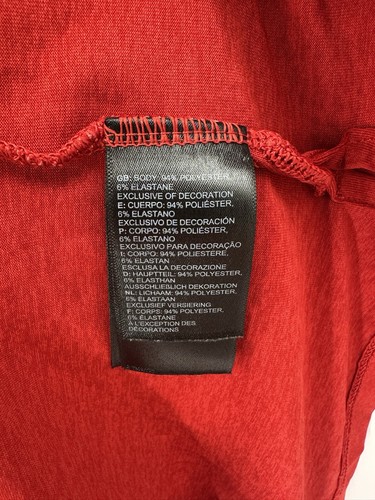 GB: BODY: 94% POLYESTER,
6% ELASTANE
EXCLUSIVE OF DECORATION
E: CUERPO: 94% POLIÉSTER,
6% ELASTANO
EXCLUSIVO DE DECORACIÓN
P: CORPO: 94% POLIÉSTER,
6% ELASTANO
EXCLUSIVO PARA DECORAÇÃO
I: CORPO: 94% POLIESTERE,
6% ELASTAN
ESCLUSA LA DECORAZIONE
D: HAUPTTEIL: 94% POLYESTER,
6% ELASTHAN
AUSSCHLIEßLICH DEKORATION
NL: LICHAAM: 94% POLYESTER,
6% ELASTAAN
EXCLUSIEF VERSIERING
F: CORPS: 94% POLYESTER,
6% ÉLASTANE
À L'EXCEPTION DES
DÉCORATIONS